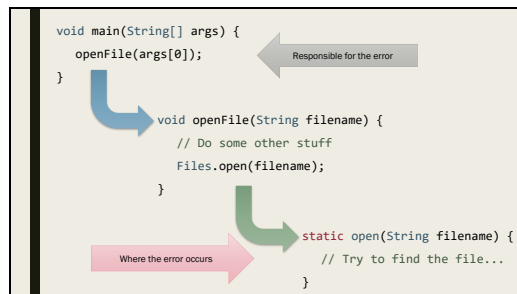 void main(String[] args) {
openFile(args[0]);
Responsible for the error
}
void openFile(String filename) {
// Do some other stuff
Files.open(filename);
}
static open(String filename) {
Where the error occurs
// Try to find the file...
}